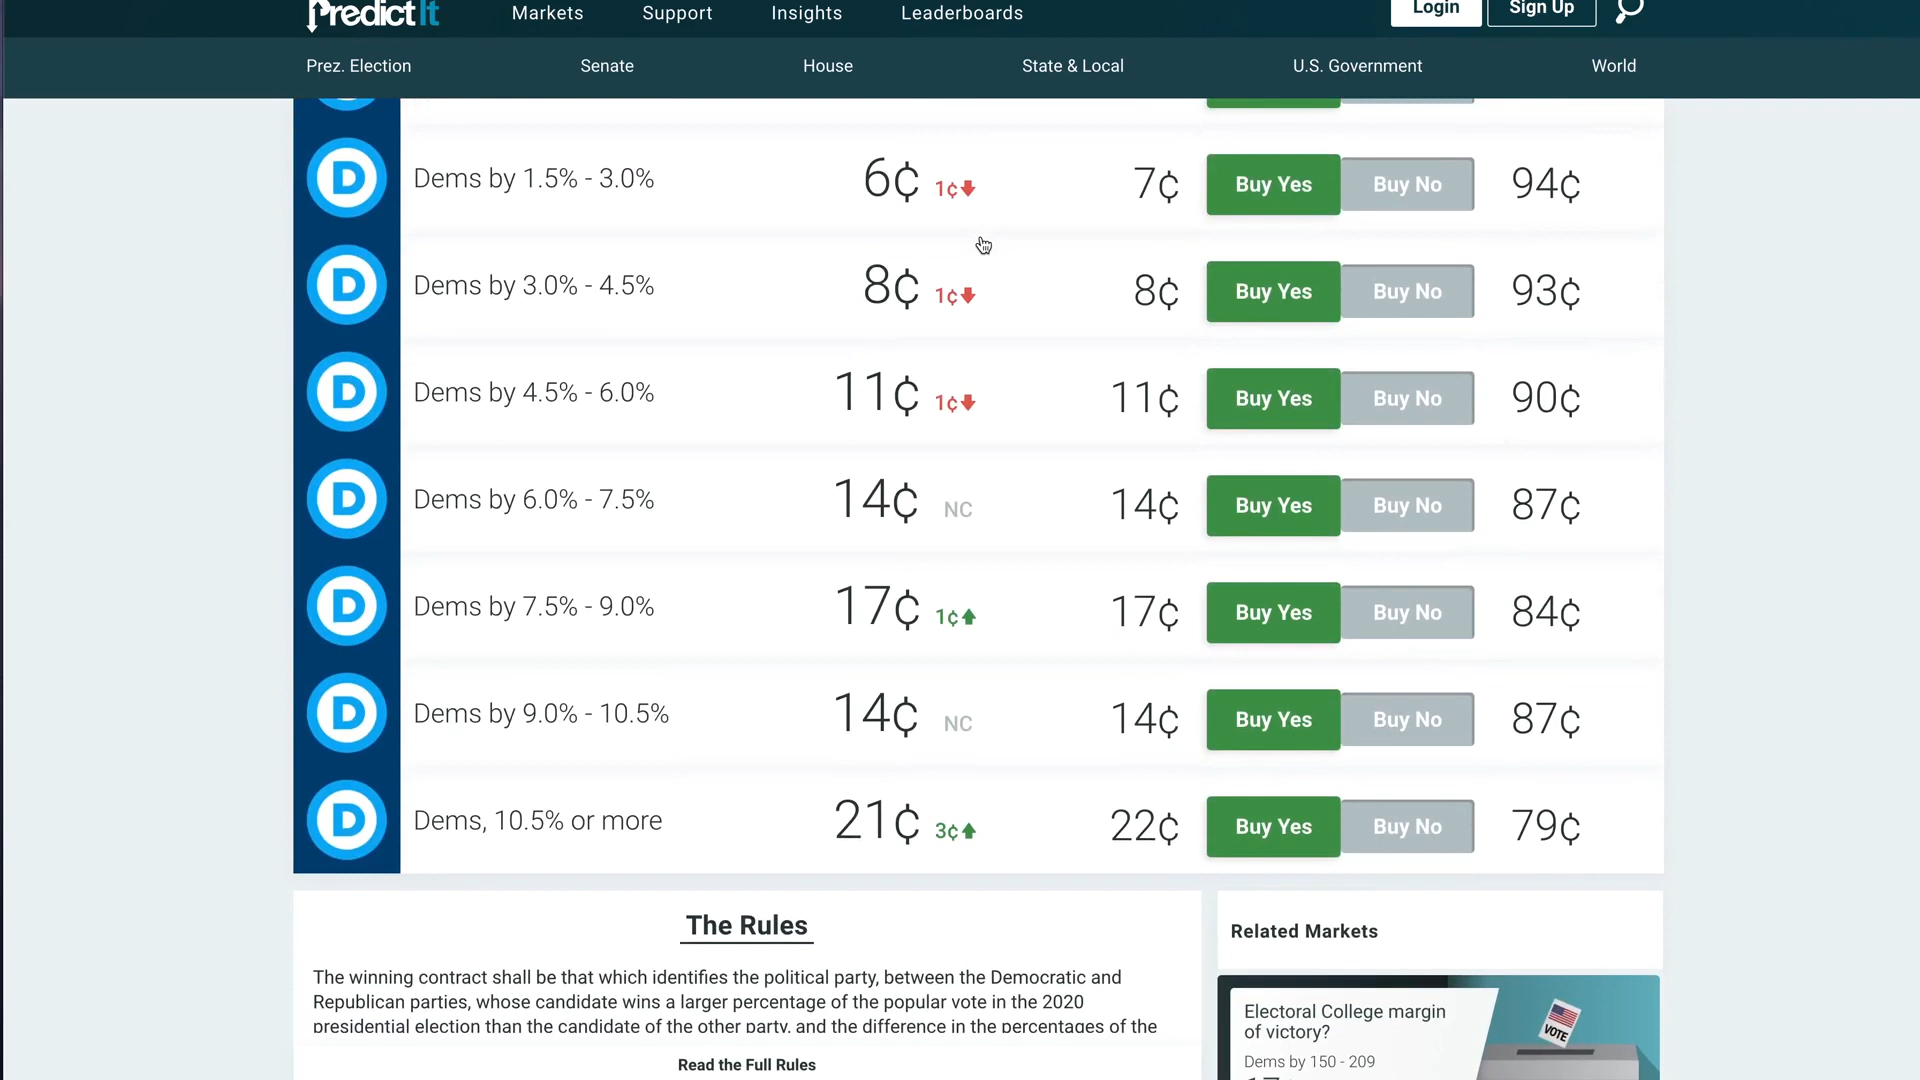 PredictIt Markets Support Insights Leaderboards Login Sign Up
Prez. Election Senate House State & Local U.S. Government World
D Dems by 1.5% - 3.0% 6¢ 1¢ 7¢ Buy Yes Buy No 94¢
D Dems by 3.0% - 4.5% 8¢ 1¢ 8¢ Buy Yes Buy No 93¢
D Dems by 4.5% - 6.0% 11¢ 1¢ 11¢ Buy Yes Buy No 90¢
D Dems by 6.0% - 7.5% 14¢ NC 14¢ Buy Yes Buy No 87¢
D Dems by 7.5% - 9.0% 17¢ 1¢ 17¢ Buy Yes Buy No 84¢
D Dems by 9.0% - 10.5% 14¢ NC 14¢ Buy Yes Buy No 87¢
D Dems, 10.5% or more 21¢ 3¢ 22¢ Buy Yes Buy No 79¢
The Rules
The winning contract shall be that which identifies the political party, between the Democratic and
Republican parties, whose candidate wins a larger percentage of the popular vote in the 2020
presidential election than the candidate of the other party, and the difference in the percentages of the
Read the Full Rules
Related Markets
Electoral College margin
of victory?
Dems by 150 - 209
VOTE